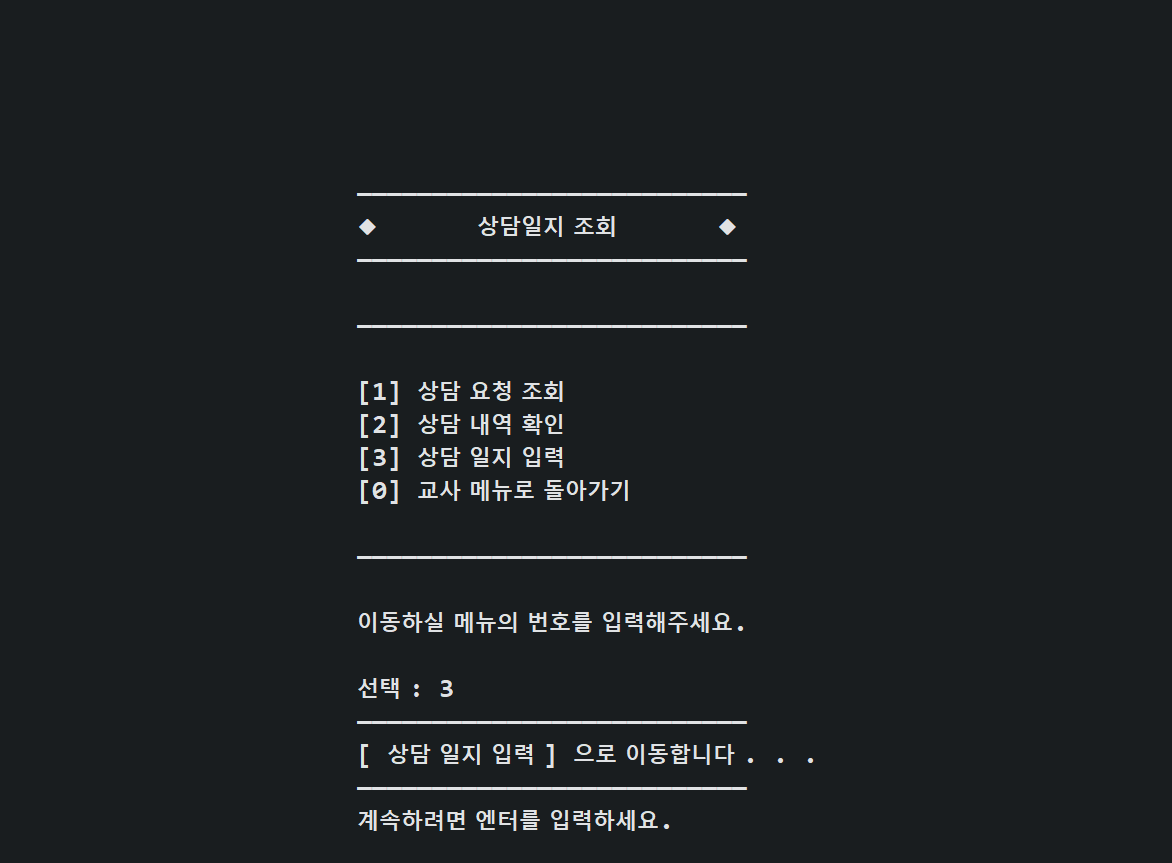 ◆ 상담일지 조회 ◆
[1] 상담 요청 조회
[2] 상담 내역 확인
[3] 상담 일지 입력
[0] 교사 메뉴로 돌아가기
이동하실 메뉴의 번호를 입력해주세요.
선택 : 3
[ 상담 일지 입력 ] 으로 이동합니다 . . .
계속하려면 엔터를 입력하세요.